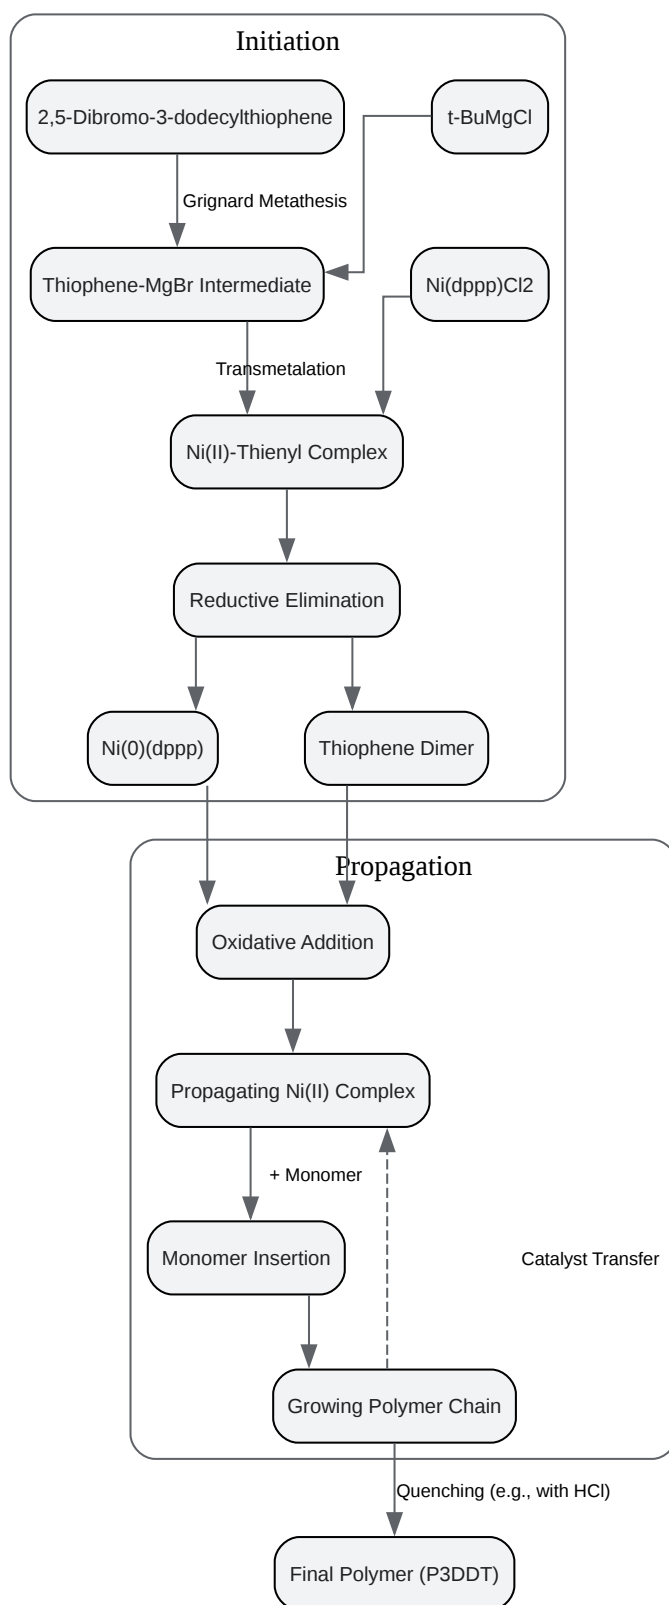 Initiation
2,5-Dibromo-3-dodecylthiophene
t-BuMgCl
Grignard Metathesis
Thiophene-MgBr Intermediate
Ni(dppp)Cl2
Transmetalation
Ni(II)-Thienyl Complex
Reductive Elimination
Ni(0)(dppp)
Thiophene Dimer
Propagation
Oxidative Addition
Propagating Ni(II) Complex
+ Monomer
Monomer Insertion
Catalyst Transfer
Growing Polymer Chain
Quenching (e.g., with HCl)
Final Polymer (P3DDT)